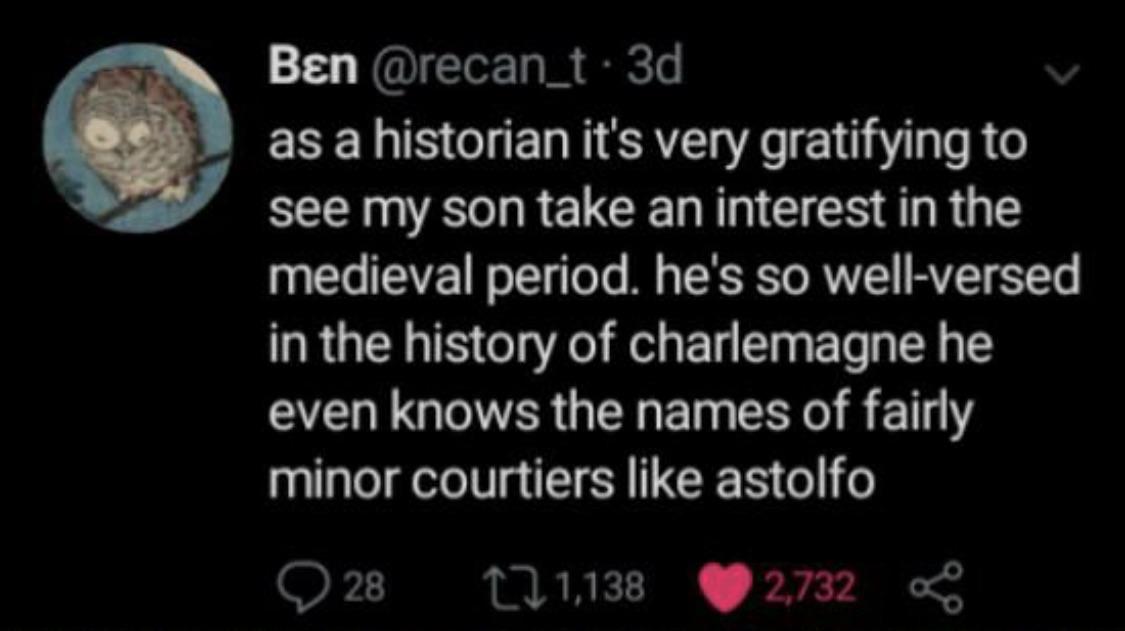 Bɛn @recan_t · 3d
as a historian it's very gratifying to
see my son take an interest in the
medieval period. he's so well-versed
in the history of charlemagne he
even knows the names of fairly
minor courtiers like astolfo
28 1,138 2,732